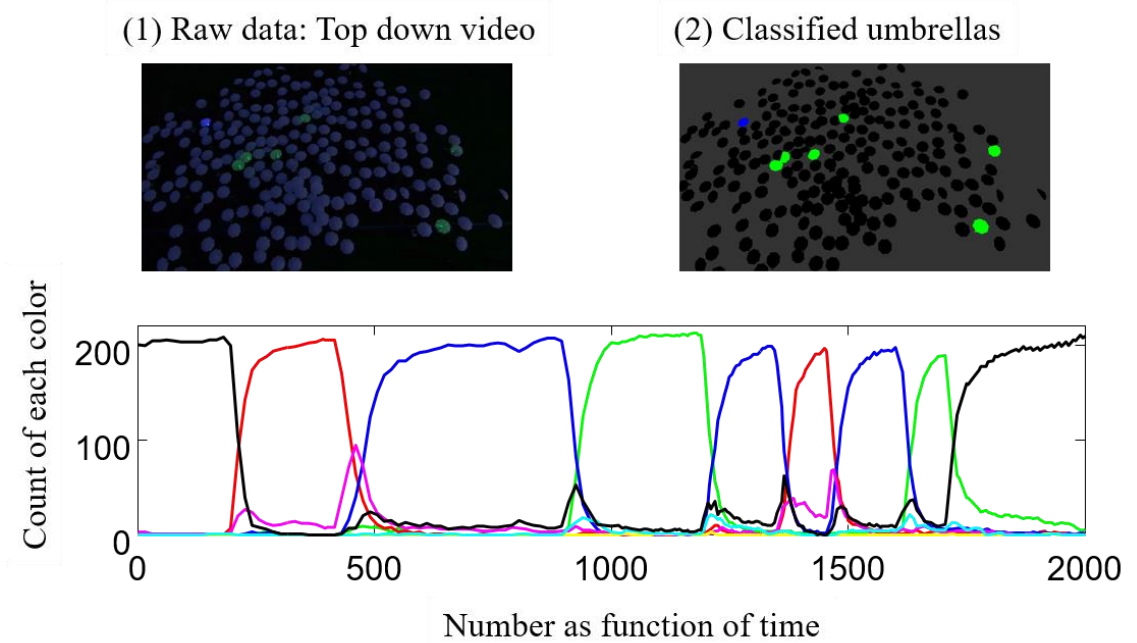 (1) Raw data: Top down video
(2) Classified umbrellas
Count of each color
200
100
0
0
500
1000
1500
2000
Number as function of time